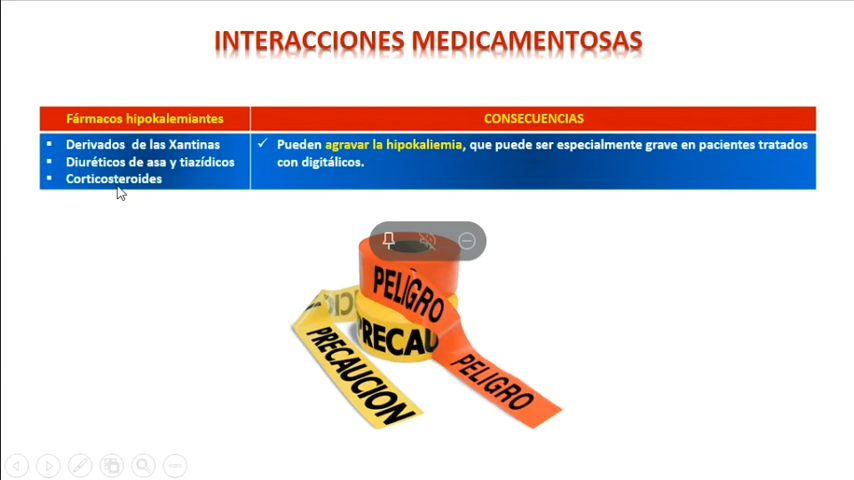 INTERACCIONES MEDICAMENTOSAS
Fármacos hipokalemiantes
CONSECUENCIAS
Derivados de las Xantinas
Diuréticos de asa y tiazídicos
Corticosteroides
Pueden agravar la hipokaliemia, que puede ser especialmente grave en pacientes tratados
con digitálicos.
PELIGRO
PRECAU
PRECAUCION
PELIGRO